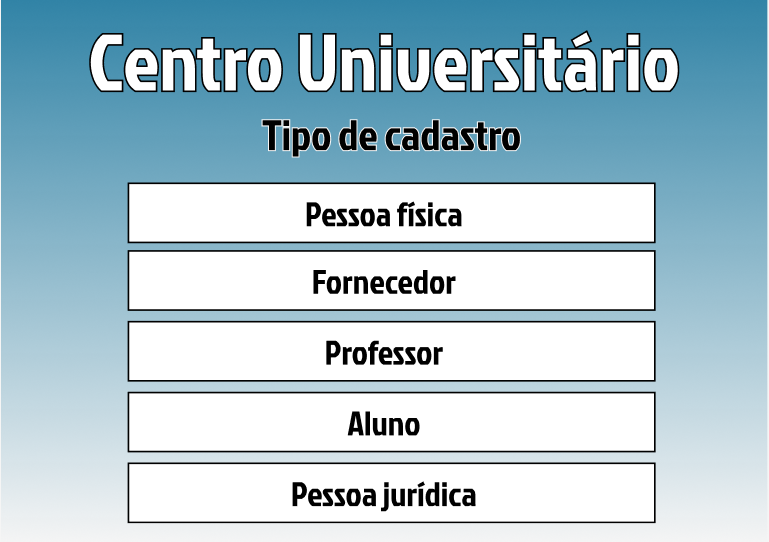 Centro Universitário
Tipo de cadastro
Pessoa física
Fornecedor
Professor
Aluno
Pessoa jurídica